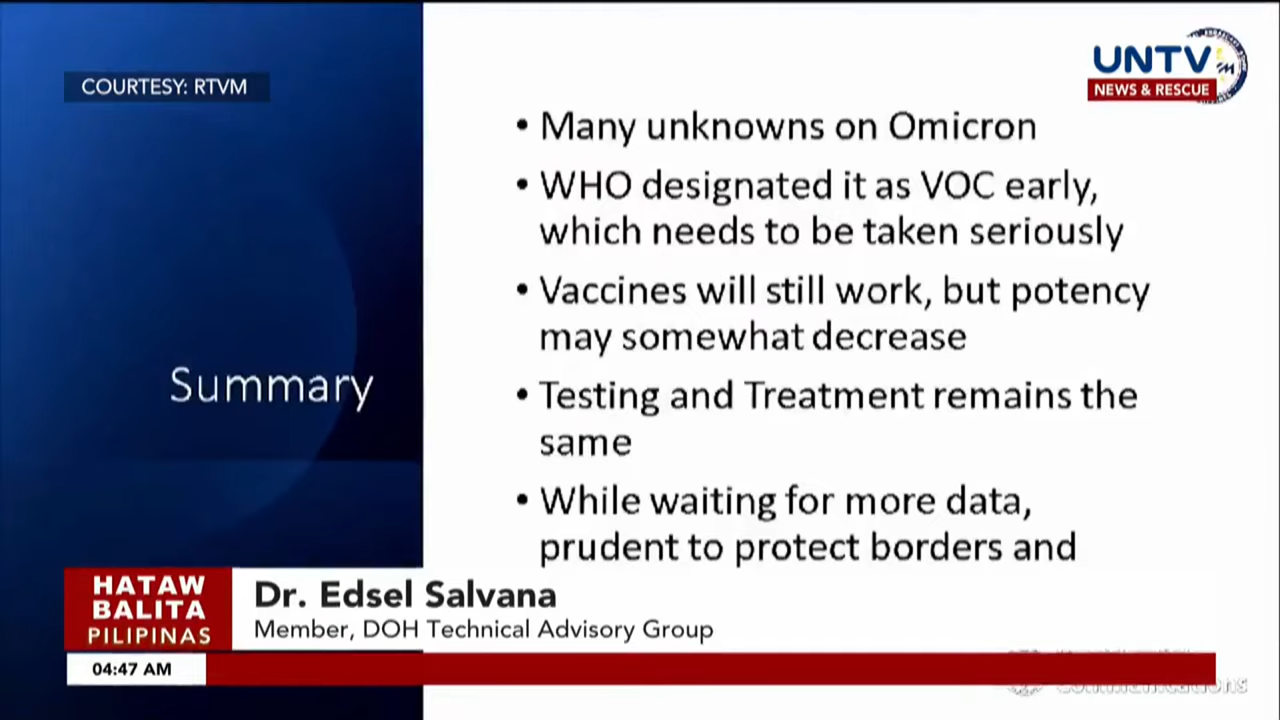 COURTESY: RTVM
UNTV
NEWS & RESCUE
• Many unknowns on Omicron
• WHO designated it as VOC early,
which needs to be taken seriously
• Vaccines will still work, but potency
may somewhat decrease
• Testing and Treatment remains the
same
• While waiting for more data,
prudent to protect borders and
Summary
HATAW
BALITA
PILIPINAS
Dr. Edsel Salvana
Member, DOH Technical Advisory Group
04:47 AM